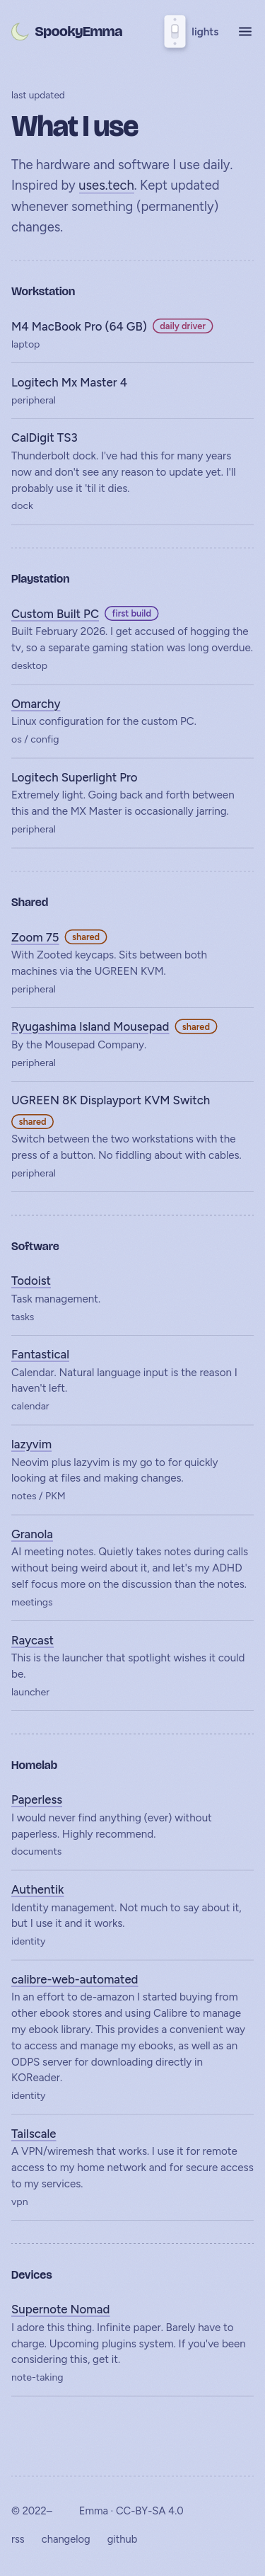 SpookyEmma
lights
last updated
What I use
The hardware and software I use daily.
Inspired by uses.tech. Kept updated
whenever something (permanently)
changes.
Workstation
M4 MacBook Pro (64 GB) daily driver
laptop
Logitech Mx Master 4
peripheral
CalDigit TS3
Thunderbolt dock. I've had this for many years
now and don't see any reason to update yet. I'll
probably use it 'til it dies.
dock
Playstation
Custom Built PC first build
Built February 2026. I get accused of hogging the
tv, so a separate gaming station was long overdue.
desktop
Omarchy
Linux configuration for the custom PC.
os / config
Logitech Superlight Pro
Extremely light. Going back and forth between
this and the MX Master is occasionally jarring.
peripheral
Shared
Zoom 75 shared
With Zooted keycaps. Sits between both
machines via the UGREEN KVM.
peripheral
Ryugashima Island Mousepad shared
By the Mousepad Company.
peripheral
UGREEN 8K Displayport KVM Switch
shared
Switch between the two workstations with the
press of a button. No fiddling about with cables.
peripheral
Software
Todoist
Task management.
tasks
Fantastical
Calendar. Natural language input is the reason I
haven't left.
calendar
lazyvim
Neovim plus lazyvim is my go to for quickly
looking at files and making changes.
notes / PKM
Granola
AI meeting notes. Quietly takes notes during calls
without being weird about it, and let's my ADHD
self focus more on the discussion than the notes.
meetings
Raycast
This is the launcher that spotlight wishes it could
be.
launcher
Homelab
Paperless
I would never find anything (ever) without
paperless. Highly recommend.
documents
Authentik
Identity management. Not much to say about it,
but I use it and it works.
identity
calibre-web-automated
In an effort to de-amazon I started buying from
other ebook stores and using Calibre to manage
my ebook library. This provides a convenient way
to access and manage my ebooks, as well as an
ODPS server for downloading directly in
KOReader.
identity
Tailscale
A VPN/wiremesh that works. I use it for remote
access to my home network and for secure access
to my services.
vpn
Devices
Supernote Nomad
I adore this thing. Infinite paper. Barely have to
charge. Upcoming plugins system. If you've been
considering this, get it.
note-taking
© 2022– Emma · CC-BY-SA 4.0
rss changelog github